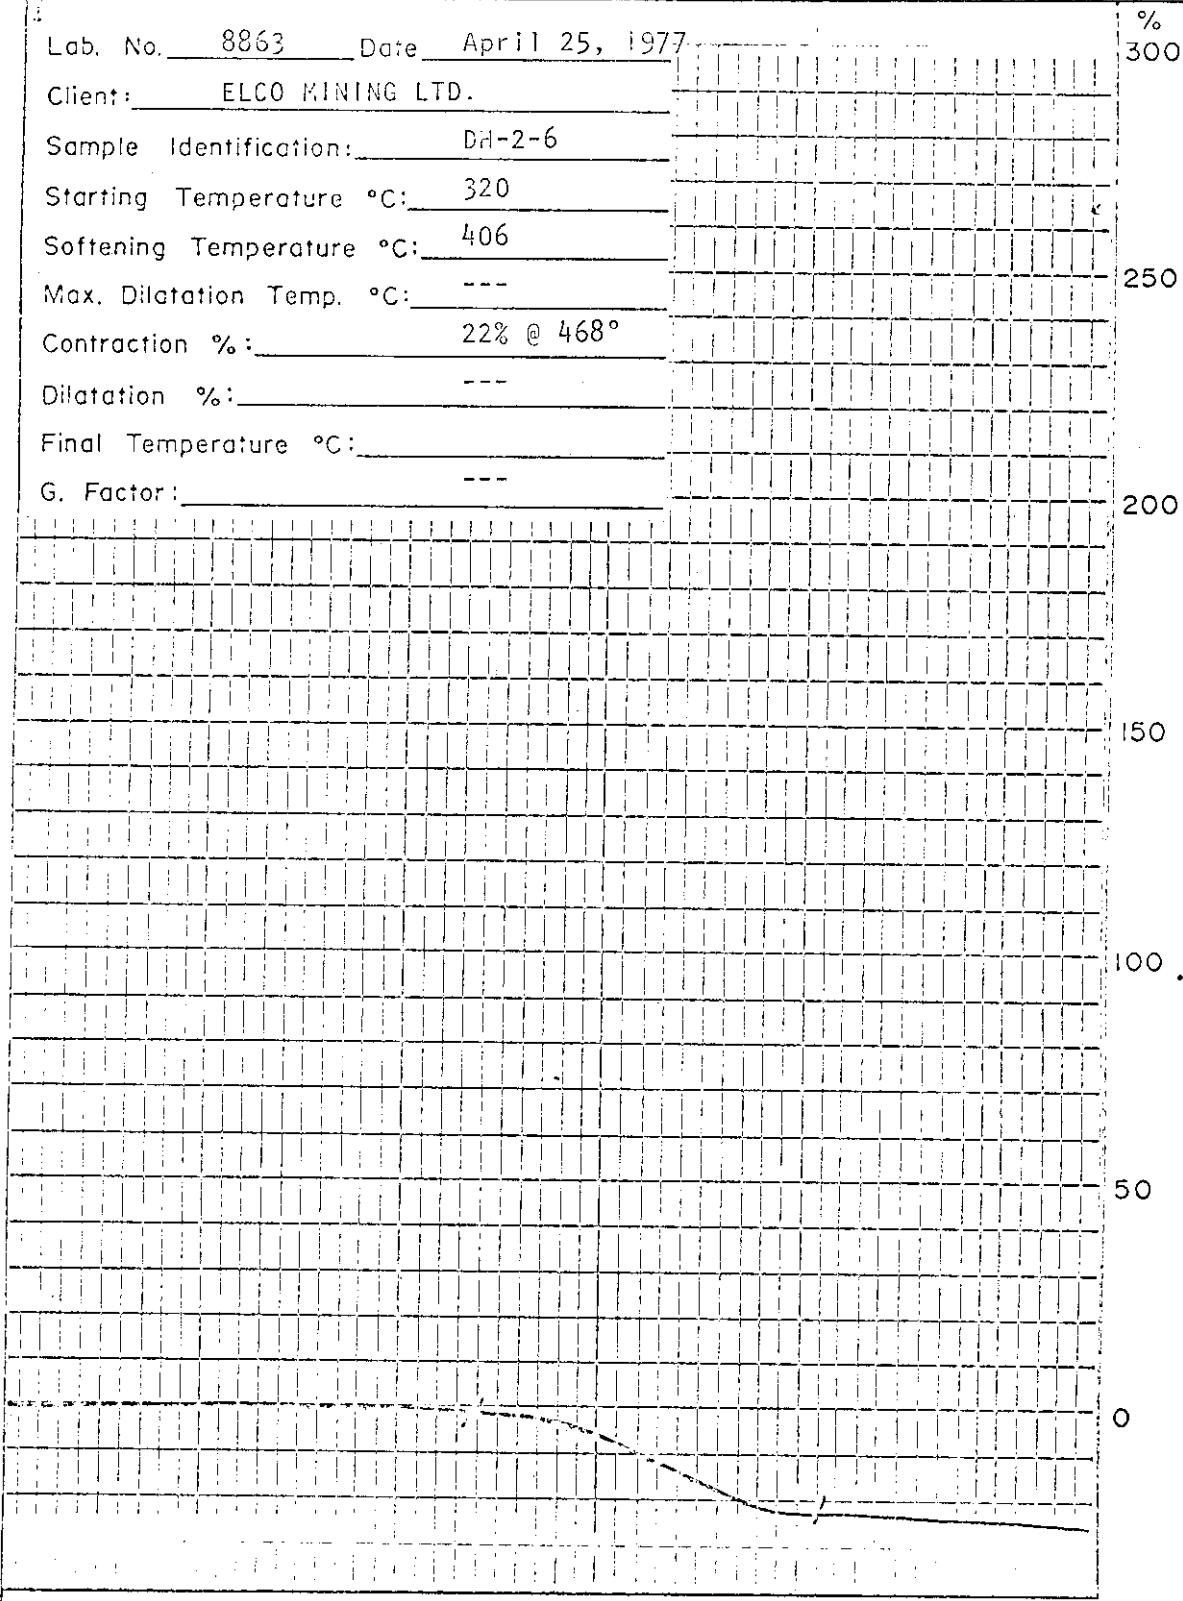 Lab. No. 8863 Date April 25, 1977
Client: ELCO MINING LTD.
Sample Identification: DH-2-6
Starting Temperature °C: 320
Softening Temperature °C: 406
Max. Dilatation Temp. °C: ---
Contraction %: 22% @ 468°
Dilatation %: ---
Final Temperature °C:
G. Factor: ---
%
300
250
200
150
100
50
0